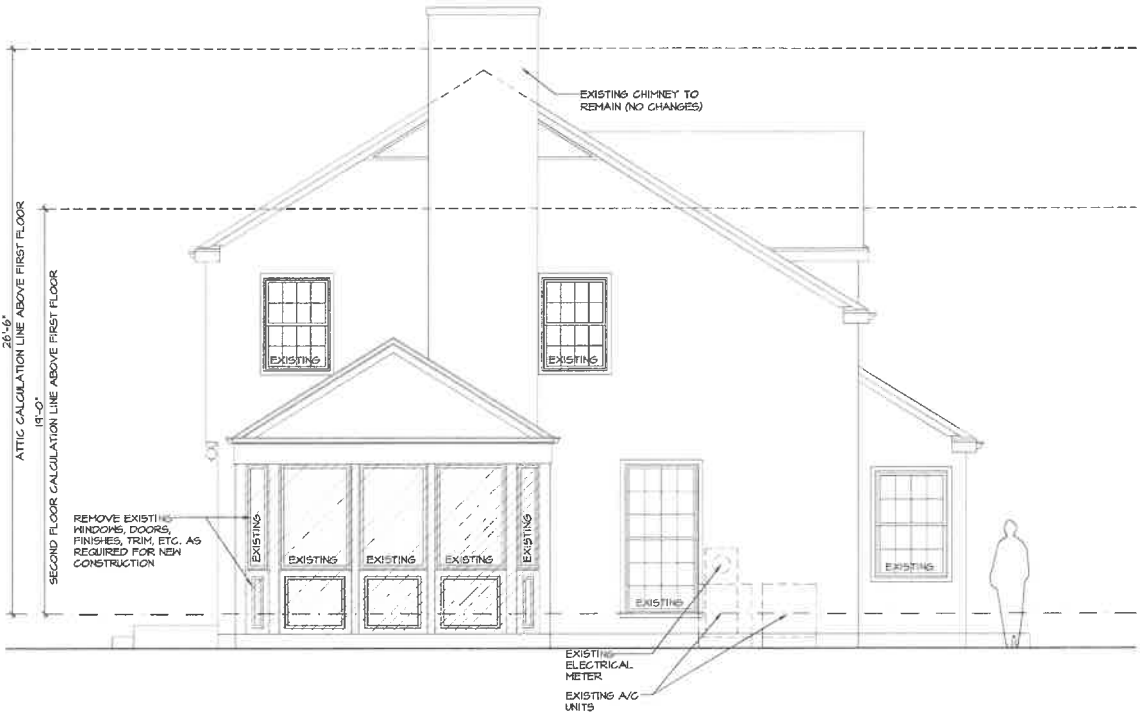 EXISTING CHIMNEY TO
REMAIN (NO CHANGES)
26'-6"
ATTIC CALCULATION LINE ABOVE FIRST FLOOR
19'-0"
SECOND FLOOR CALCULATION LINE ABOVE FIRST FLOOR
EXISTING
EXISTING
REMOVE EXISTING
WINDOWS, DOORS,
FINISHES, TRIM, ETC. AS
REQUIRED FOR NEW
CONSTRUCTION
EXISTING
EXISTING
EXISTING
EXISTING
EXISTING
EXISTING
EXISTING
EXISTING
ELECTRICAL
METER
EXISTING A/C
UNITS